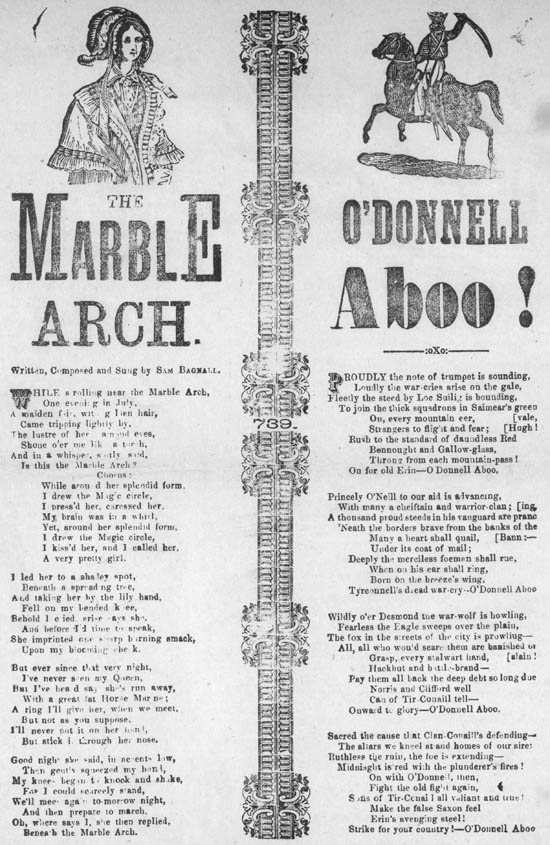 THE
MARBLE
ARCH.
Written, Composed and Sung by SAM BAGNALL.
WHILE s rolling near the Marble Arch,
One evening in July,
A maiden fair, with golden hair,
Came tripping lightly by,
The lustre of her diamond eyes,
Shone o'er me like a torch,
And in a whisper, softly said,
Is this the Marble Arch?
Chorus:
While around her splendid form,
I drew the Magic circle,
I press'd her, caressed her.
My brain was in a whirl,
Yet, around her splendid form,
I drew the Magic circle,
I kiss'd her, and I called her,
A very pretty girl.
I led her to a shaley spot,
Beneath a spreading tree,
And taking her by the lily hand,
Fell on my bended knee,
Behold I cied, arise says she.
And before I'd time to speak,
She imprinted one sharp burning smack,
Upon my blooming cheek.
But ever since that very night,
I've never seen my Queen,
But I've heard say she's run away,
With a great fat Horse Marine;
A ring I'll give her, when we meet,
But not as you suppose,
I'll never put it on her hand,
But stick it through her nose.
Good night she said, in accents low,
Then gently squeezed my hand,
My knees began to knock and shake,
For I could scarcely stand,
We'll meet again to-morrow night,
And then prepare to march.
Oh, where says I, she then replied,
Beneath the Marble Arch.
739.
O'DONNELL
Aboo!
:oXo:
PROUDLY the note of trumpet is sounding,
Loudly the war-cries arise on the gale,
Fleetly the steed by Loc Suilig is bounding,
To join the thick squadrons in Saimear's green
On, every mountain eer, [vale,
Strangers to flight and fear; [Hugh!
Rush to the standard of dauntless Red
Bennought and Gallow-glass,
Throng from each mountain-pass!
On for old Erin—O Donnell Aboo,
Princely O'Neill to our aid is advancing,
With many a chieftain and warrior-clan; [ing,
A thousand proud steeds in his vanguard are pranc
'Neath the borders brave from the banks of the
Many a heart shall quail, [Bann:—
Under its coat of mail;
Deeply the merciless foeman shall rue,
When on his ear shall ring,
Born on the breeze's wing,
Tyrconnell's dread war-cry--O'Donnell Aboo
Wildly o'er Desmond the war-wolf is howling,
Fearless the Eagle sweeps over the plain,
The fox in the streets of the city is prowling—
All, all who would scare them are banished or
Grasp, every stalwart hand, [slain!
Hackbut and battle-brand—
Pay them all back the deep debt so long due
Norris and Clifford well
Can of Tir-Conaill tell—
Onward to glory—O'Donnell Aboo.
Sacred the cause that Clan-Conaill's defending—
The altars we kneel at and homes of our sires
Ruthless the ruin, the foe is extending—
Midnight is red with the plunderer's fires!
On with O'Donnell, then,
Fight the old fight again,
Sons of Tir-Conaill all valiant and true!
Make the false Saxon feel
Erin's avenging steel!
Strike for your country!—O'Donnell Aboo